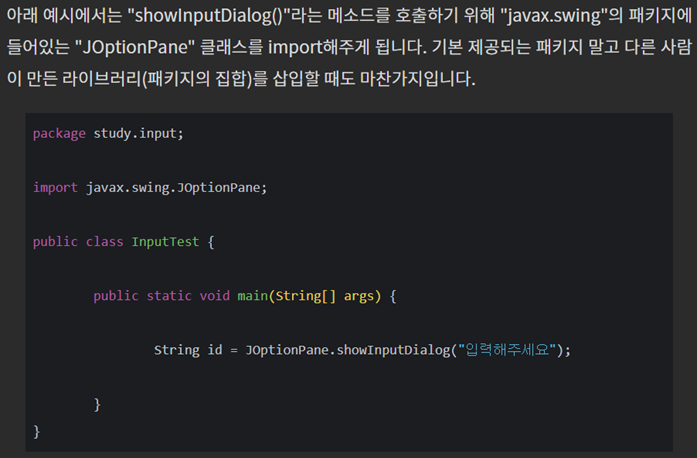 아래 예시에서는 "showInputDialog()"라는 메소드를 호출하기 위해 "javax.swing"의 패키지에
들어있는 "JOptionPane" 클래스를 import해주게 됩니다. 기본 제공되는 패키지 말고 다른 사람
이 만든 라이브러리(패키지의 집합)를 삽입할 때도 마찬가지입니다.
package study.input;
import javax.swing.JOptionPane;
public class InputTest {
public static void main(String[] args) {
String id = JOptionPane.showInputDialog("입력해주세요");
}
}